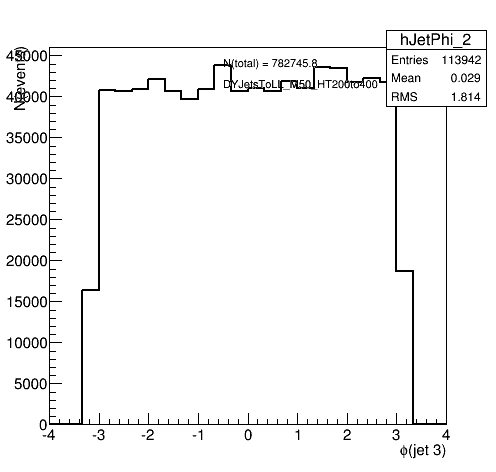 hJetPhi_2
Entries 113942
Mean 0.029
RMS 1.814
N(total) = 782745.8
DYJetsToLL_M50_HT200to400
N(events)
45000
40000
35000
30000
25000
20000
15000
10000
5000
0
-4 -3 -2 -1 0 1 2 3 4
ϕ(jet 3)